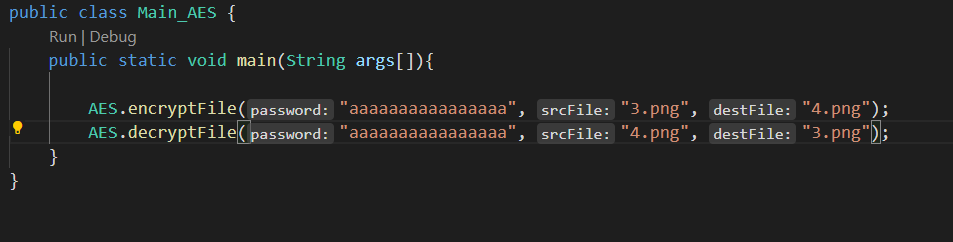 public class Main_AES {
Run | Debug
public static void main(String args[]){
AES.encryptFile(password: "aaaaaaaaaaaaaaaa", srcFile: "3.png", destFile: "4.png");
AES.decryptFile(password: "aaaaaaaaaaaaaaaa", srcFile: "4.png", destFile: "3.png");
}
}